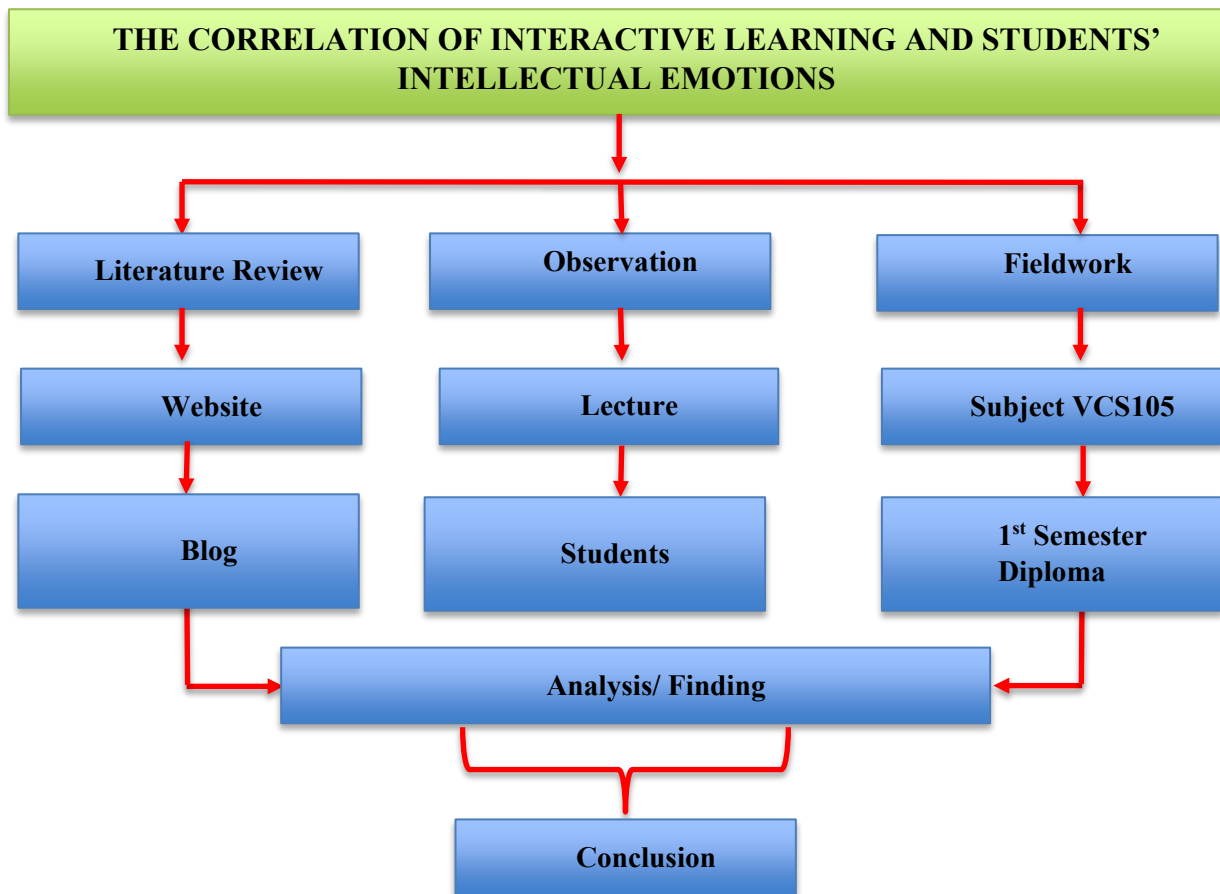 THE CORRELATION OF INTERACTIVE LEARNING AND STUDENTS’
INTELLECTUAL EMOTIONS
Literature Review
Observation
Fieldwork
Website
Lecture
Subject VCS105
Blog
Students
1st Semester
Diploma
Analysis/ Finding
Conclusion